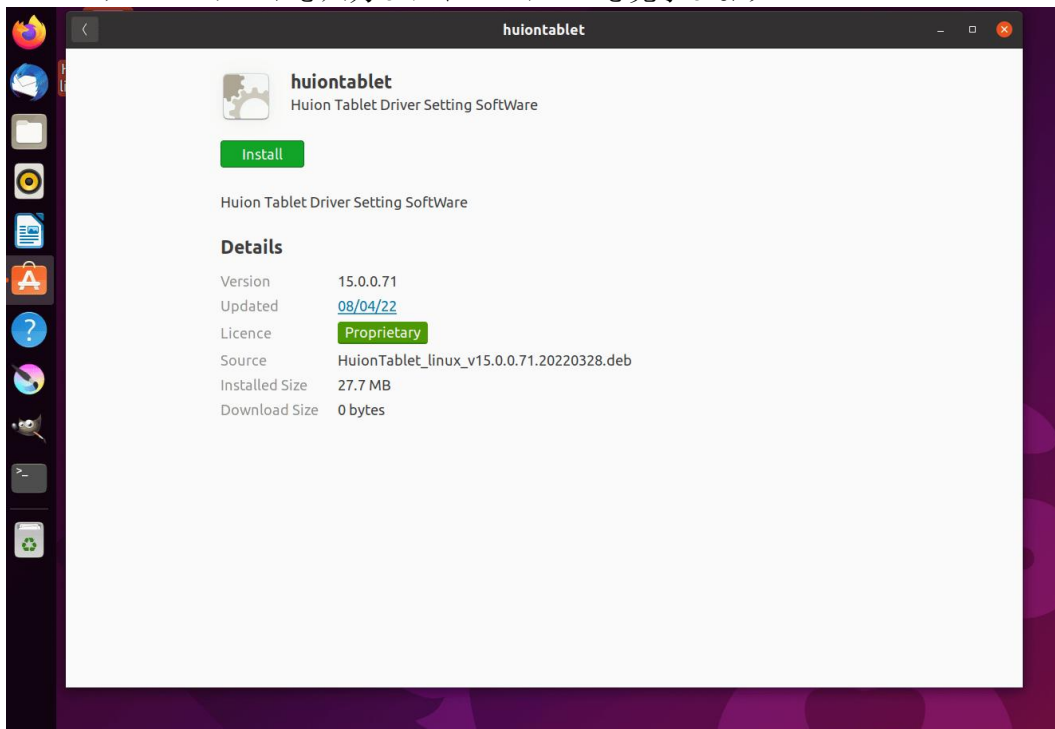 huiontablet
huiontablet
Huion Tablet Driver Setting SoftWare
Install
Huion Tablet Driver Setting SoftWare
Details
Version 15.0.0.71
Updated 08/04/22
Licence Proprietary
Source HuionTablet_linux_v15.0.0.71.20220328.deb
Installed Size 27.7 MB
Download Size 0 bytes